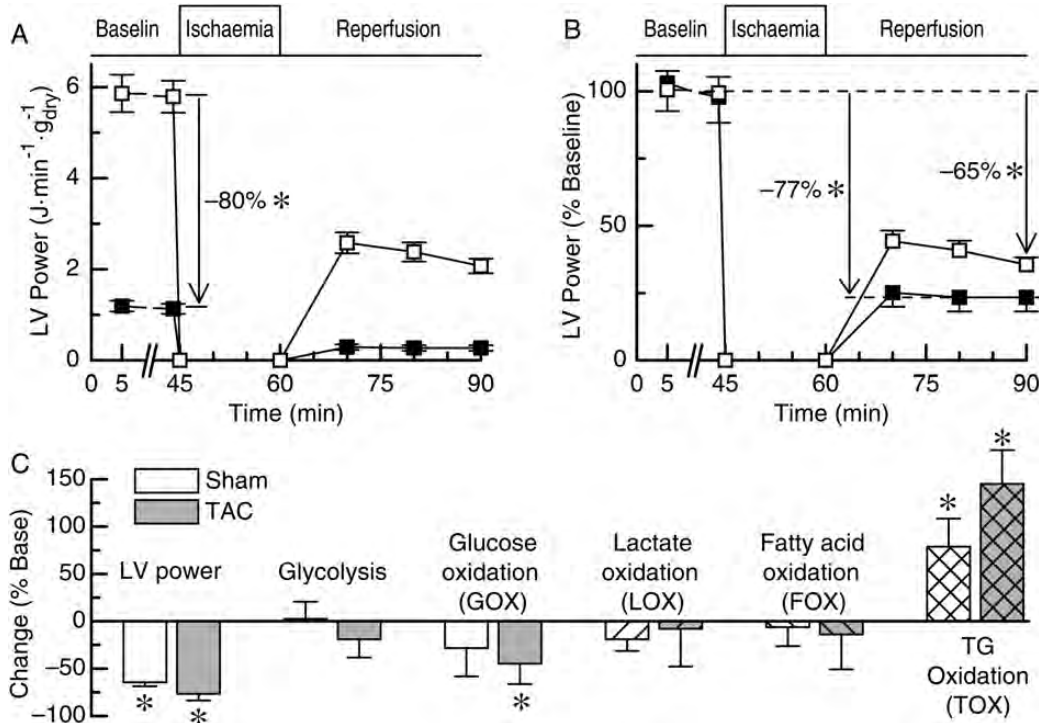 A
Baselin
Ischaemia
Reperfusion
LV Power (J·min⁻¹·g⁻¹dry)
6
4
2
0
−80% *
0 5 45 60 75 90
Time (min)
B
Baselin
Ischaemia
Reperfusion
LV Power (% Baseline)
100
50
0
−77% *
−65% *
0 5 45 60 75 90
Time (min)
C
Change (% Base)
150
100
75
50
25
0
−50
−75
−100
Sham
TAC
LV power
Glycolysis
Glucose
oxidation
(GOX)
Lactate
oxidation
(LOX)
Fatty acid
oxidation
(FOX)
TG
Oxidation
(TOX)
* * * * *